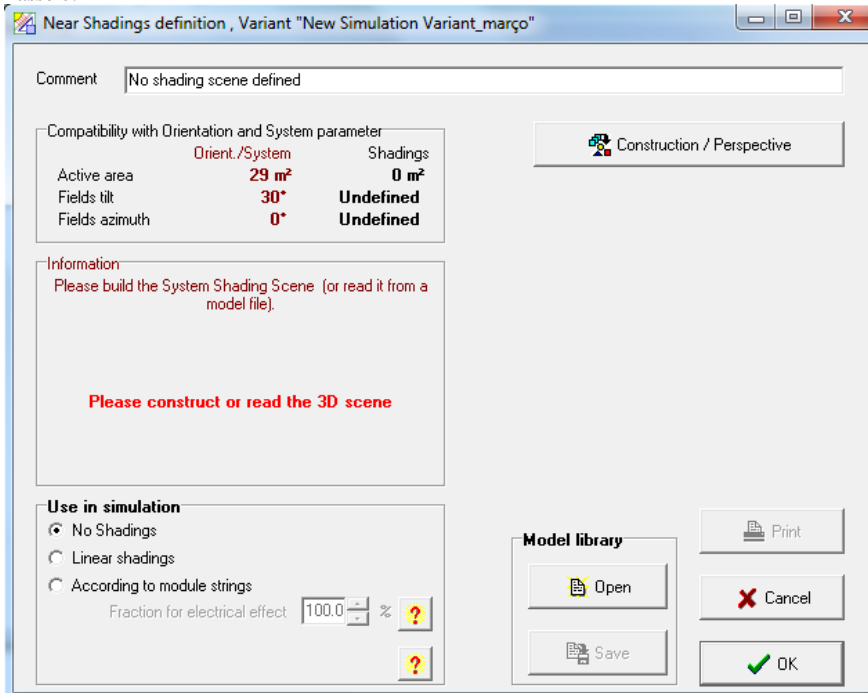 Near Shadings definition , Variant "New Simulation Variant_março"
Comment No shading scene defined
Compatibility with Orientation and System parameter
Orient./System Shadings
Active area 29 m² 0 m²
Fields tilt 30° Undefined
Fields azimuth 0° Undefined
Construction / Perspective
Information
Please build the System Shading Scene (or read it from a
model file).
Please construct or read the 3D scene
Use in simulation
No Shadings
Linear shadings
According to module strings
Fraction for electrical effect 100.0 % ?
?
Model library
Open
Save
Print
Cancel
OK